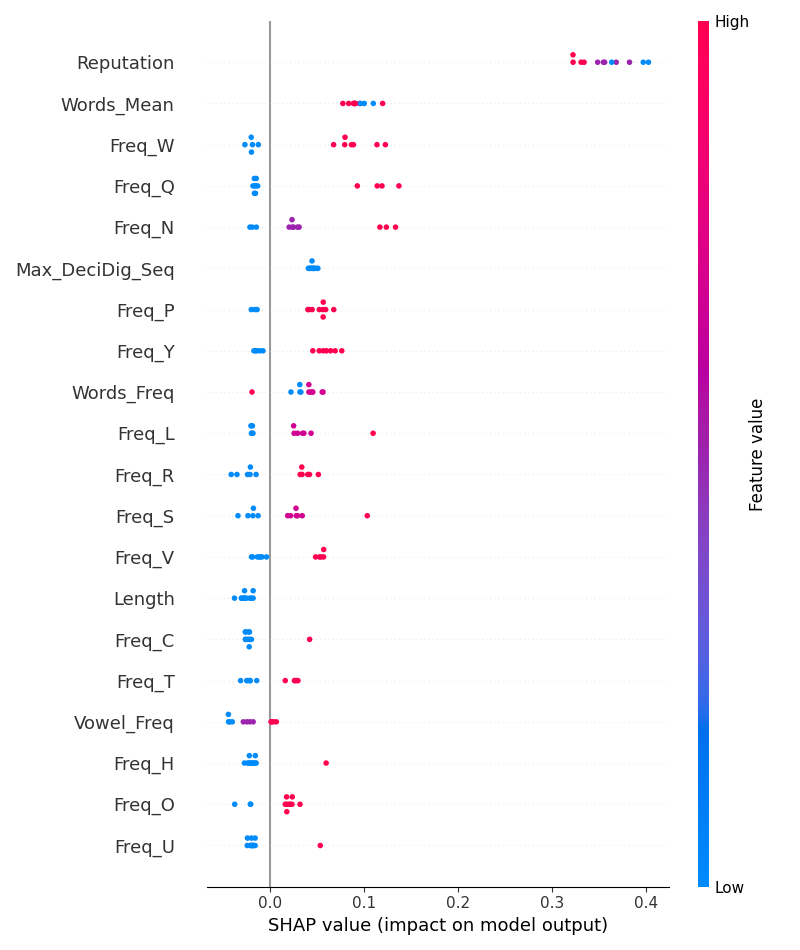 High
Reputation
Words_Mean
Freq_W
Freq_Q
Freq_N
Max_DeciDig_Seq
Freq_P
Freq_Y
Words_Freq
Freq_L
Freq_R
Freq_S
Freq_V
Length
Freq_C
Freq_T
Vowel_Freq
Freq_H
Freq_O
Freq_U
Feature value
Low
0.0 0.1 0.2 0.3 0.4
SHAP value (impact on model output)